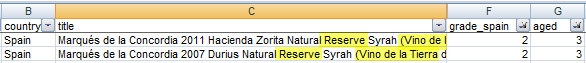 B C F G
country title grade_spain aged
Spain Marqués de la Concordia 2011 Hacienda Zorita Natural Reserve Syrah (Vino de l 2 3
Spain Marqués de la Concordia 2007 Durius Natural Reserve Syrah (Vino de la Tierra d 2 3